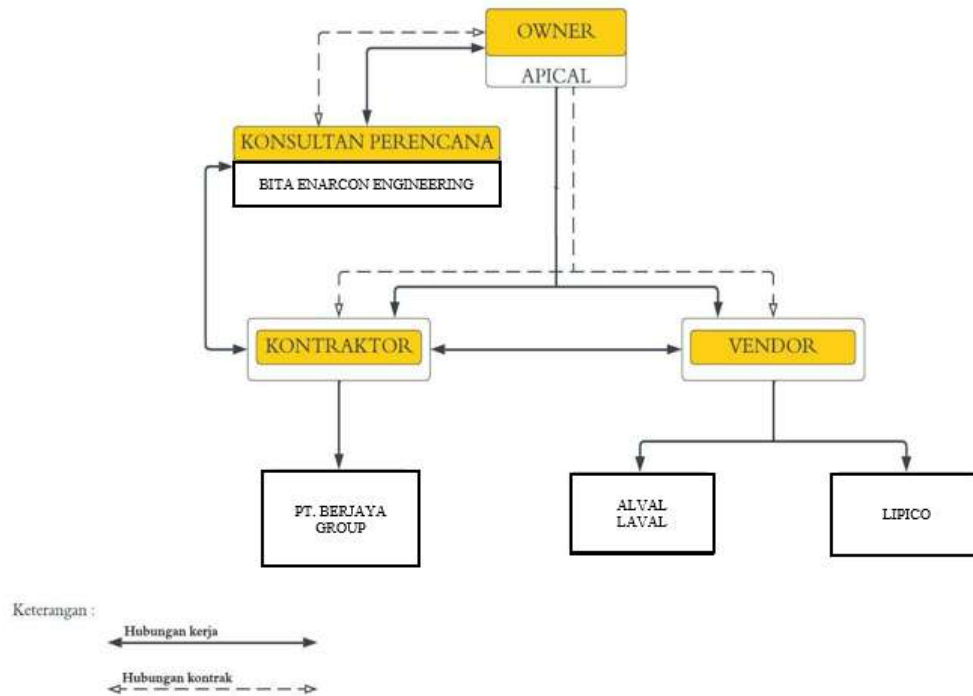 OWNER
APICAL
KONSULTAN PERENCANA
BITA ENARCON ENGINEERING
KONTRAKTOR
VENDOR
PT. BERJAYA
GROUP
ALVAL
LAVAL
LIPICO
Keterangan :
Hubungan kerja
Hubungan kontrak